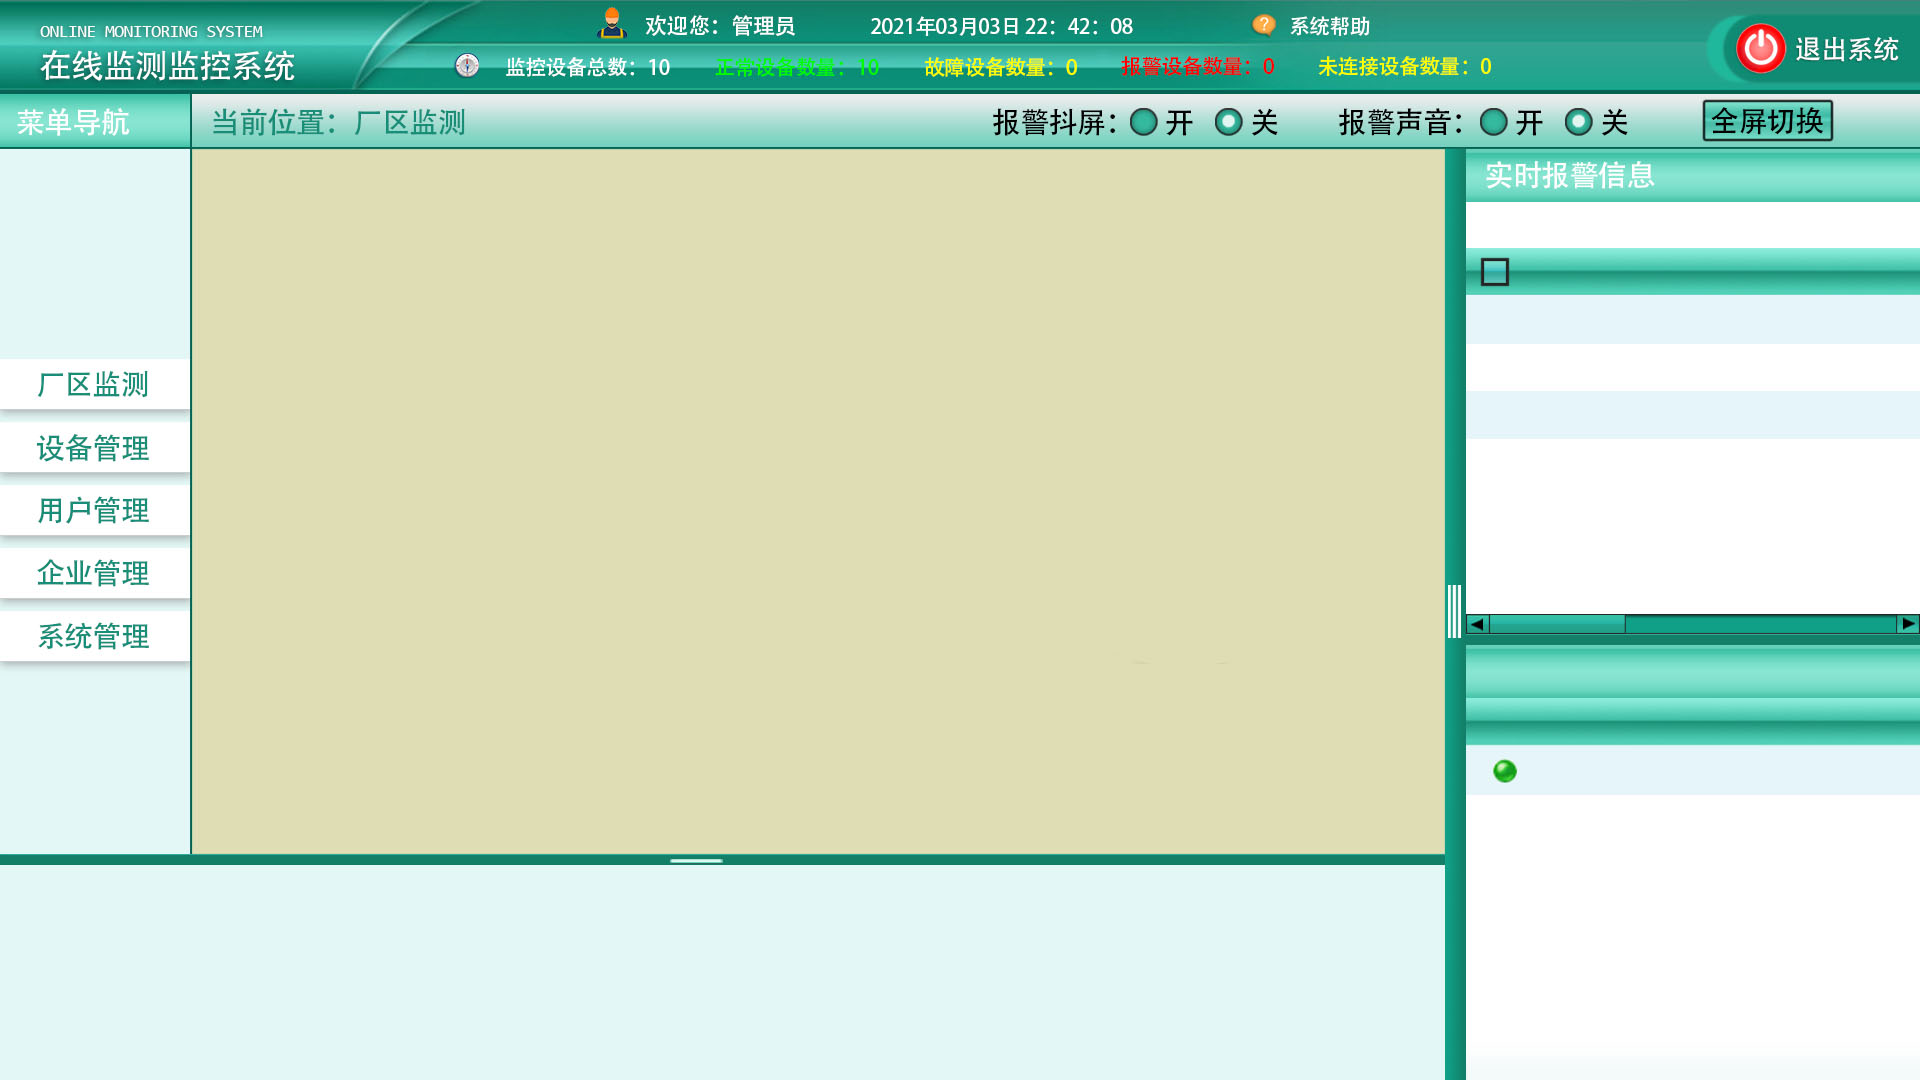 ONLINE MONITORING SYSTEM
在线监测监控系统
欢迎您：管理员
2021年03月03日 22：42：08
系统帮助
监控设备总数：10
正常设备数量：10
故障设备数量：0
报警设备数量：0
未连接设备数量：0
退出系统
菜单导航
当前位置：厂区监测
报警抖屏：
开
关
报警声音：
开
关
全屏切换
实时报警信息
厂区监测
设备管理
用户管理
企业管理
系统管理